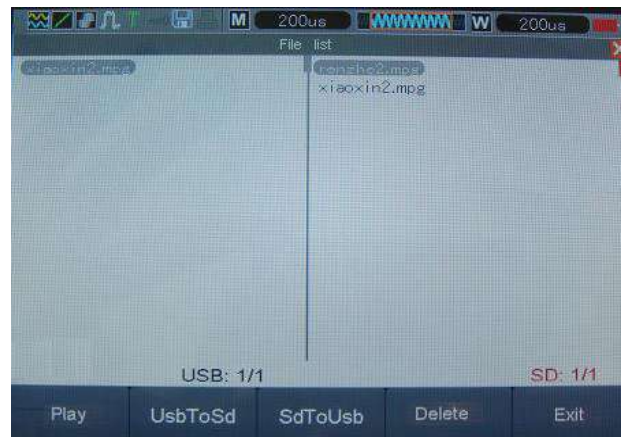 M 200us W 200us
File list
xiaoxin2.mpg
xiaoxin2.mpg
USB: 1/1 SD: 1/1
Play UsbToSd SdToUsb Delete Exit